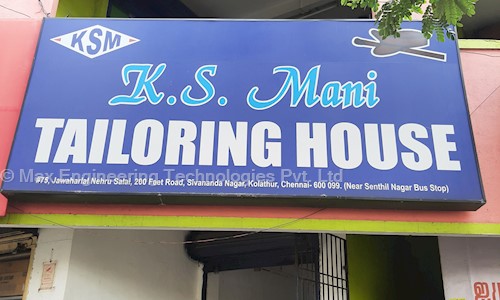 KSM
K.S. Mani
TAILORING HOUSE
© Max Engineering Technologies Pvt. Ltd
#75, Jawaharlal Nehru Salai, 200 Feet Road, Sivananda Nagar, Kolathur, Chennai- 600 099. (Near Senthil Nagar Bus Stop)